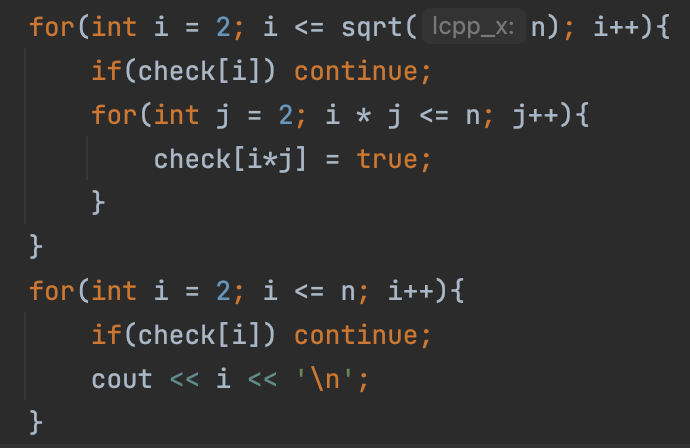 for(int i = 2; i <= sqrt( lcpp_x: n); i++){
    if(check[i]) continue;
    for(int j = 2; i * j <= n; j++){
        check[i*j] = true;
    }
}
for(int i = 2; i <= n; i++){
    if(check[i]) continue;
    cout << i << '\n';
}